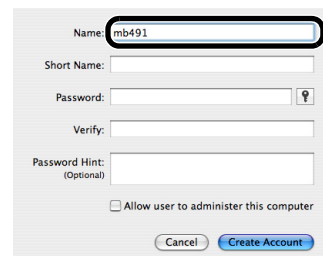 Name: mb491
Short Name:
Password:
Verify:
Password Hint:
(Optional)
Allow user to administer this computer
Cancel Create Account